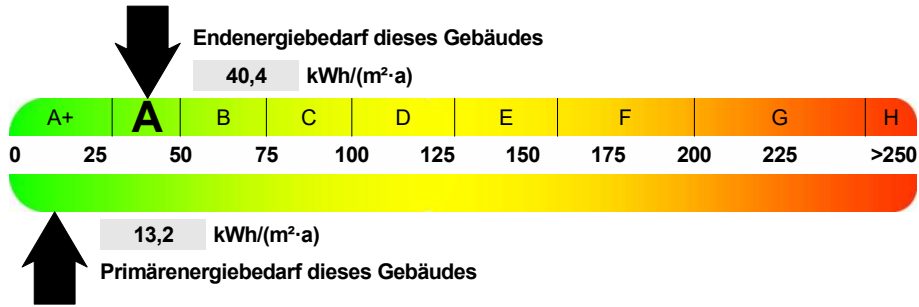 Endenergiebedarf dieses Gebäudes
40,4 kWh/(m²·a)
A+ A B C D E F G H
0 25 50 75 100 125 150 175 200 225 >250
13,2 kWh/(m²·a)
Primärenergiebedarf dieses Gebäudes